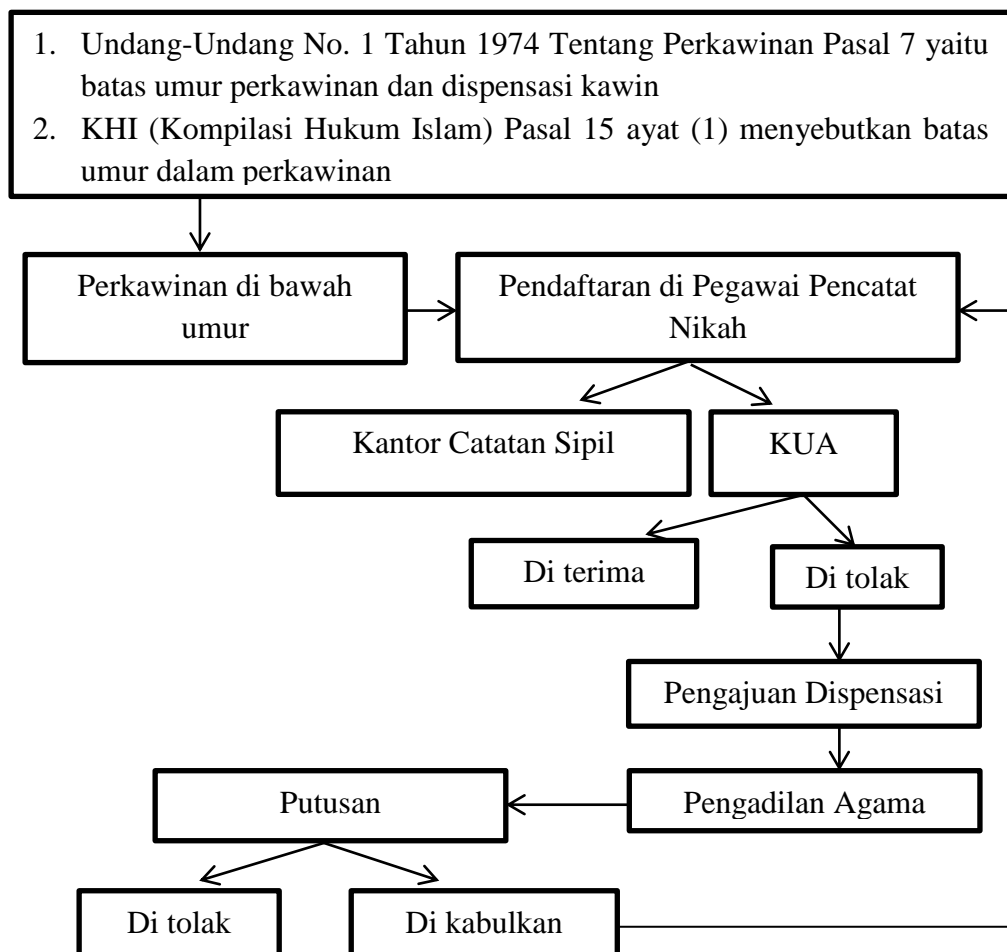 1. Undang-Undang No. 1 Tahun 1974 Tentang Perkawinan Pasal 7 yaitu
batas umur perkawinan dan dispensasi kawin
2. KHI (Kompilasi Hukum Islam) Pasal 15 ayat (1) menyebutkan batas
umur dalam perkawinan
Perkawinan di bawah
umur
Pendaftaran di Pegawai Pencatat
Nikah
Kantor Catatan Sipil
KUA
Di terima
Di tolak
Pengajuan Dispensasi
Pengadilan Agama
Putusan
Di tolak
Di kabulkan